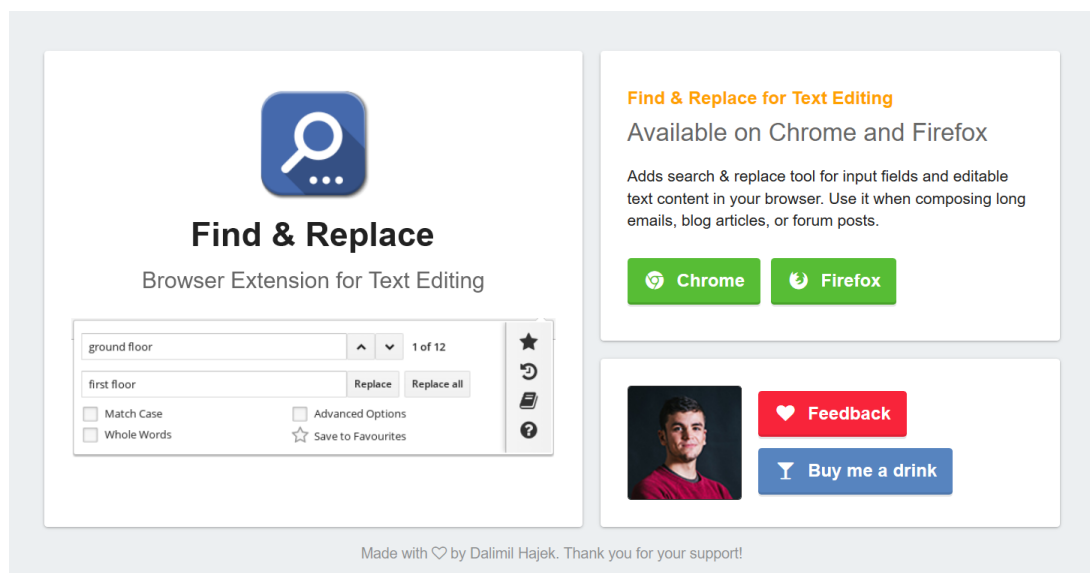 Find & Replace
Browser Extension for Text Editing
ground floor
1 of 12
first floor
Replace
Replace all
Match Case
Advanced Options
Whole Words
Save to Favourites
Find & Replace for Text Editing
Available on Chrome and Firefox
Adds search & replace tool for input fields and editable
text content in your browser. Use it when composing long
emails, blog articles, or forum posts.
Chrome
Firefox
Feedback
Buy me a drink
Made with ♡ by Dalimil Hajek. Thank you for your support!